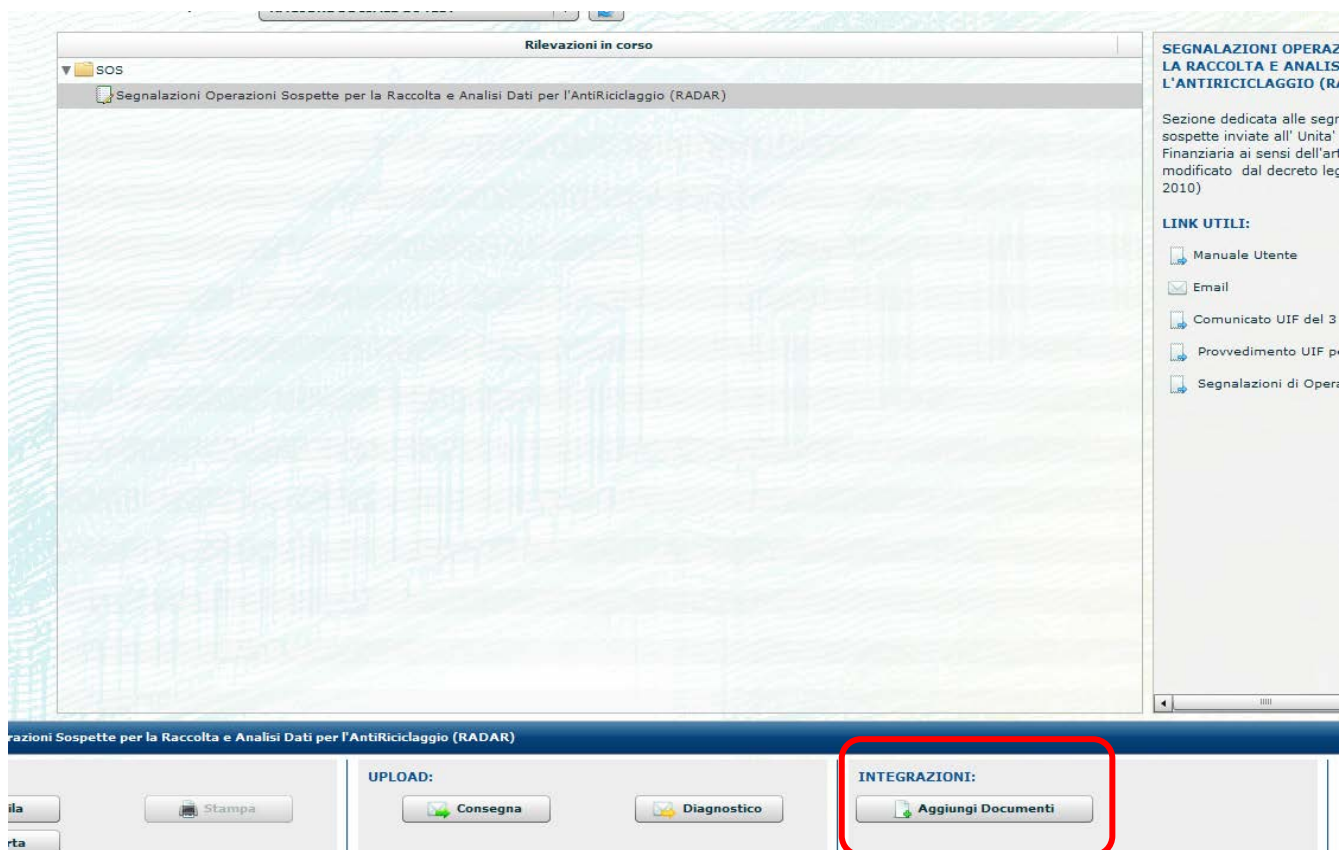 Rilevazioni in corso
SOS
Segnalazioni Operazioni Sospette per la Raccolta e Analisi Dati per l'AntiRiciclaggio (RADAR)
SEGNALAZIONI OPERAZ
LA RACCOLTA E ANALIS
L'ANTIRICICLAGGIO (RA
Sezione dedicata alle segn
sospette inviate all' Unita'
Finanziaria ai sensi dell'art
modificato dal decreto leg
2010)
LINK UTILI:
Manuale Utente
Email
Comunicato UIF del 3
Provvedimento UIF pe
Segnalazioni di Opera
razioni Sospette per la Raccolta e Analisi Dati per l'AntiRiciclaggio (RADAR)
ila
Stampa
rta
UPLOAD:
Consegna
Diagnostico
INTEGRAZIONI:
Aggiungi Documenti